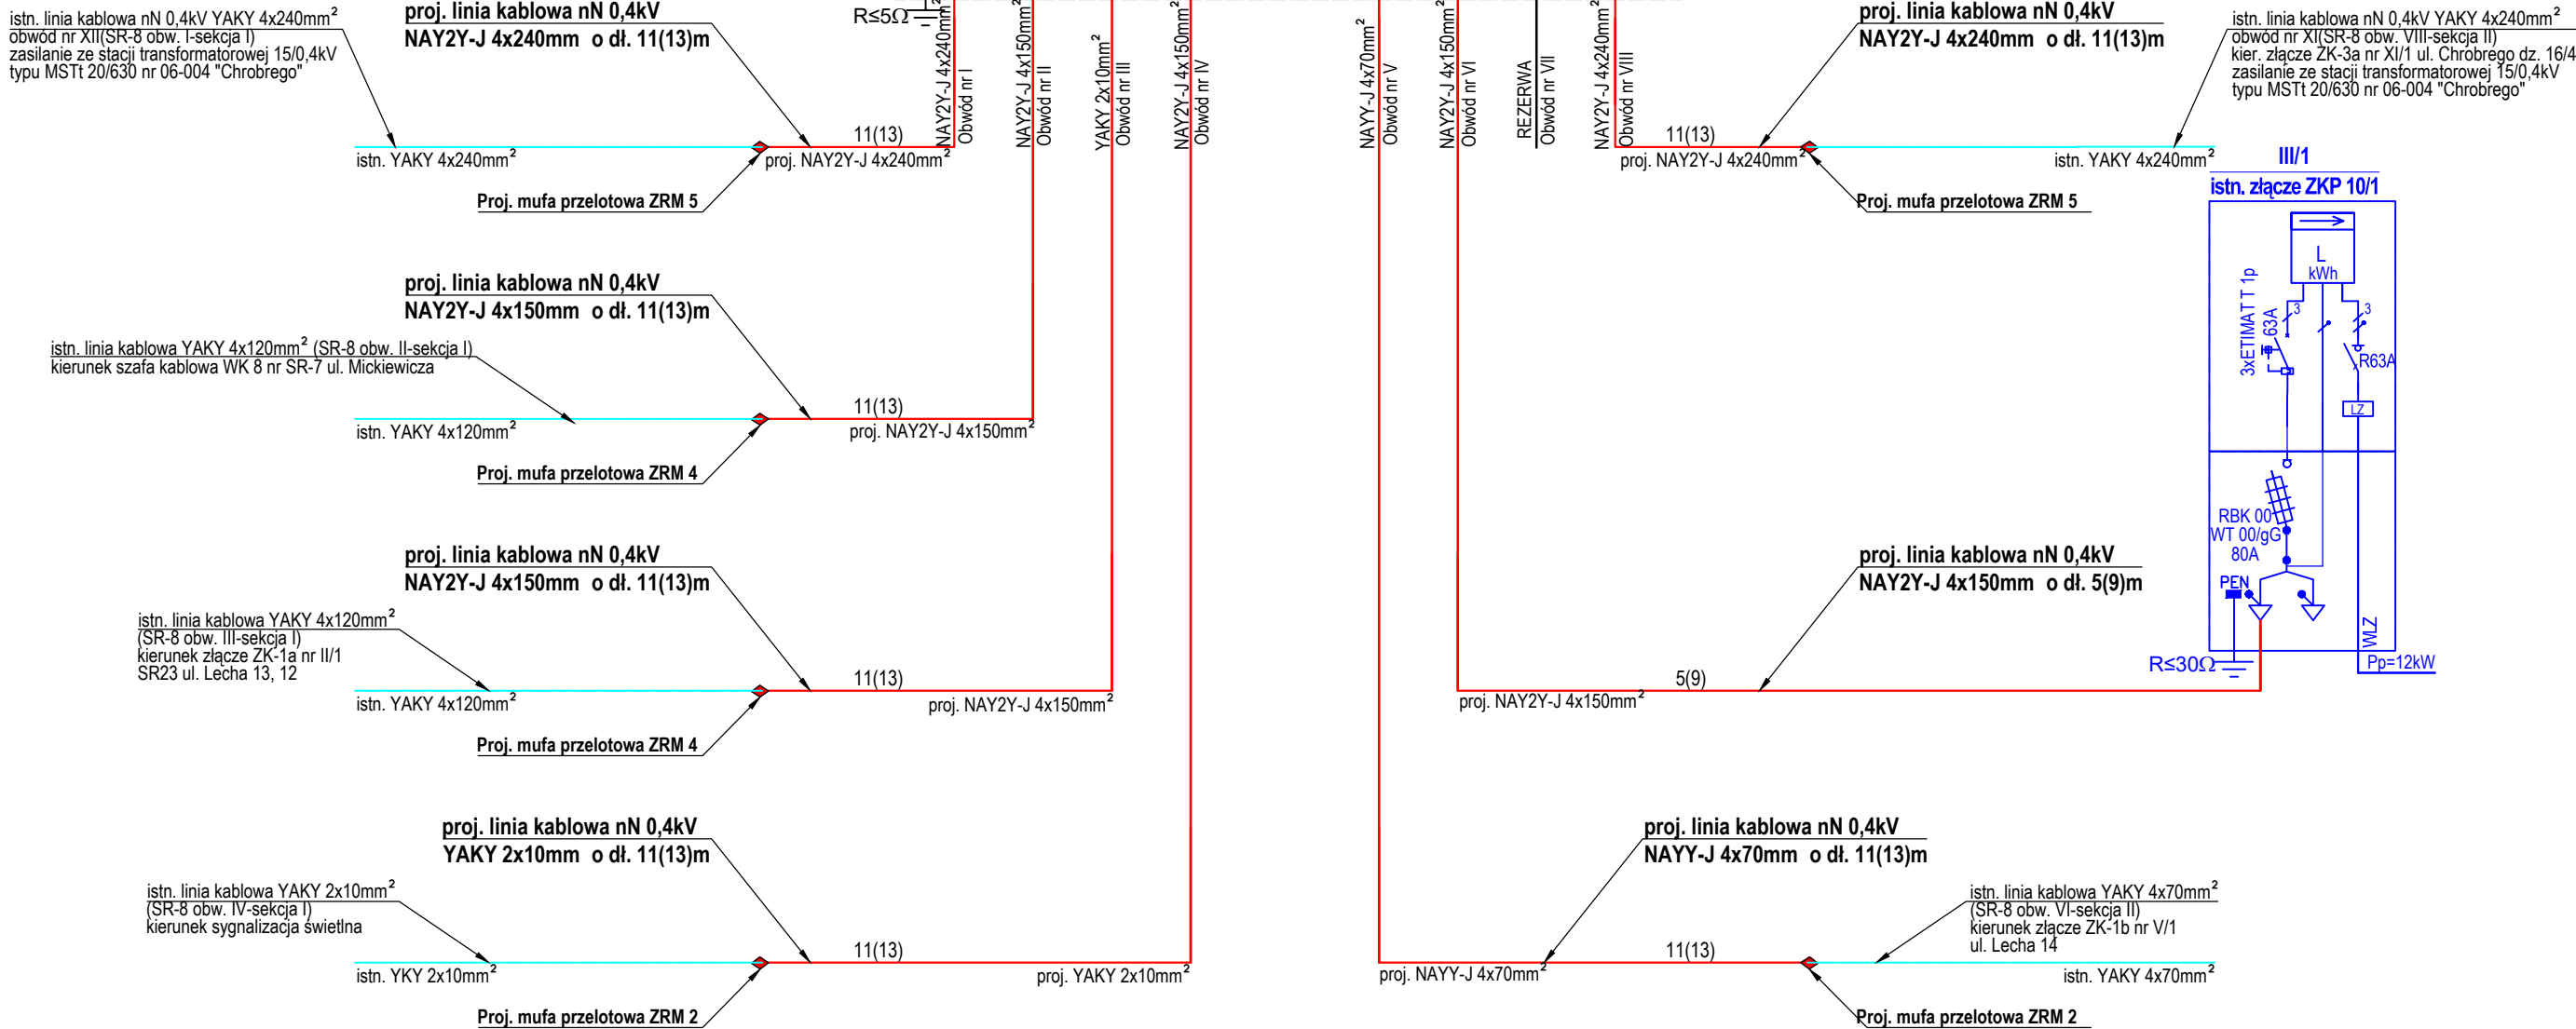 istn. linia kablowa nN 0,4kV YAKY 4x240mm²
obwód nr XII(SR-8 obw. I-sekcja I)
zasilanie ze stacji transformatorowej 15/0,4kV
typu MSTt 20/630 nr 06-004 "Chrobrego"
proj. linia kablowa nN 0,4kV
NAY2Y-J 4x240mm o dł. 11(13)m
R≤5Ω
NAY2Y-J 4x240mm²
Obwód nr I
NAY2Y-J 4x150mm²
Obwód nr II
YAKY 2x10mm²
Obwód nr III
NAY2Y-J 4x150mm²
Obwód nr IV
NAYY-J 4x70mm²
Obwód nr V
NAY2Y-J 4x150mm²
Obwód nr VI
REZERWA
Obwód nr VII
NAY2Y-J 4x240mm²
Obwód nr VIII
proj. linia kablowa nN 0,4kV
NAY2Y-J 4x240mm o dł. 11(13)m
istn. linia kablowa nN 0,4kV YAKY 4x240mm²
obwód nr XI(SR-8 obw. VIII-sekcja II)
kier. złącze ZK-3a nr XI/1 ul. Chrobrego dz. 16/4
zasilanie ze stacji transformatorowej 15/0,4kV
typu MSTt 20/630 nr 06-004 "Chrobrego"
11(13)
istn. YAKY 4x240mm²
proj. NAY2Y-J 4x240mm²
Proj. mufa przelotowa ZRM 5
11(13)
proj. NAY2Y-J 4x240mm²
istn. YAKY 4x240mm²
Proj. mufa przelotowa ZRM 5
III/1
istn. złącze ZKP 10/1
L
kWh
3xETIMAT T 1p
63A
3
3
R63A
LZ
RBK 00
WT 00/gG
80A
PEN
WLZ
R≤30Ω
Pp=12kW
proj. linia kablowa nN 0,4kV
NAY2Y-J 4x150mm o dł. 11(13)m
istn. linia kablowa YAKY 4x120mm² (SR-8 obw. II-sekcja I)
kierunek szafa kablowa WK 8 nr SR-7 ul. Mickiewicza
11(13)
istn. YAKY 4x120mm²
proj. NAY2Y-J 4x150mm²
Proj. mufa przelotowa ZRM 4
proj. linia kablowa nN 0,4kV
NAY2Y-J 4x150mm o dł. 11(13)m
istn. linia kablowa YAKY 4x120mm²
(SR-8 obw. III-sekcja I)
kierunek złącze ZK-1a nr II/1
SR23 ul. Lecha 13, 12
11(13)
istn. YAKY 4x120mm²
proj. NAY2Y-J 4x150mm²
Proj. mufa przelotowa ZRM 4
proj. linia kablowa nN 0,4kV
NAY2Y-J 4x150mm o dł. 5(9)m
5(9)
proj. NAY2Y-J 4x150mm²
proj. linia kablowa nN 0,4kV
YAKY 2x10mm o dł. 11(13)m
istn. linia kablowa YAKY 2x10mm²
(SR-8 obw. IV-sekcja I)
kierunek sygnalizacja świetlna
11(13)
istn. YKY 2x10mm²
proj. YAKY 2x10mm²
Proj. mufa przelotowa ZRM 2
proj. linia kablowa nN 0,4kV
NAYY-J 4x70mm o dł. 11(13)m
istn. linia kablowa YAKY 4x70mm²
(SR-8 obw. VI-sekcja II)
kierunek złącze ZK-1b nr V/1
ul. Lecha 14
11(13)
proj. NAYY-J 4x70mm²
istn. YAKY 4x70mm²
Proj. mufa przelotowa ZRM 2